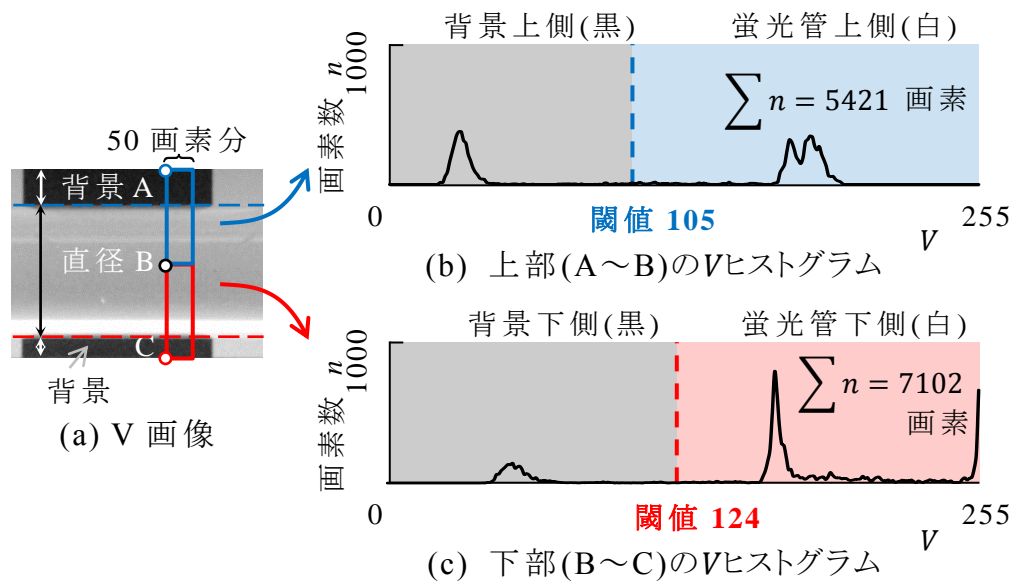 50 画素分
背景 A
直径 B
C
背景
(a) V 画像
背景上側(黒)
蛍光管上側(白)
画素数 n
1000
∑ n = 5421 画素
0
閾値 105
255
V
(b) 上部(A～B)のVヒストグラム
背景下側(黒)
蛍光管下側(白)
画素数 n
1000
∑ n = 7102
画素
0
閾値 124
255
V
(c) 下部(B～C)のVヒストグラム